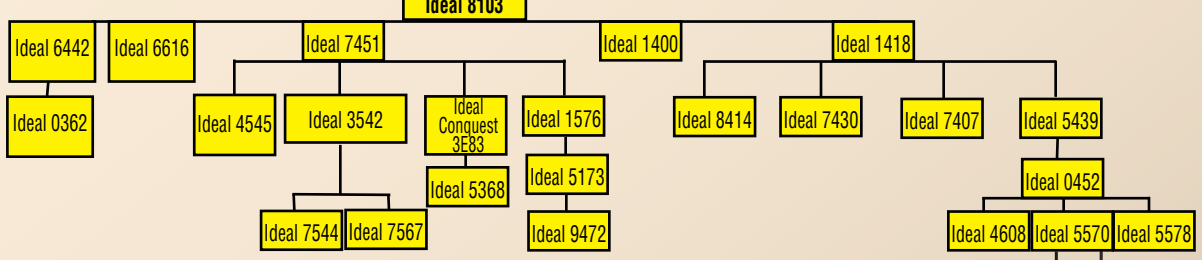 Ideal 8103
Ideal 6442
Ideal 6616
Ideal 7451
Ideal 1400
Ideal 1418
Ideal 0362
Ideal 4545
Ideal 3542
Ideal
Conquest
3E83
Ideal 1576
Ideal 8414
Ideal 7430
Ideal 7407
Ideal 5439
Ideal 5368
Ideal 5173
Ideal 0452
Ideal 7544
Ideal 7567
Ideal 9472
Ideal 4608
Ideal 5570
Ideal 5578